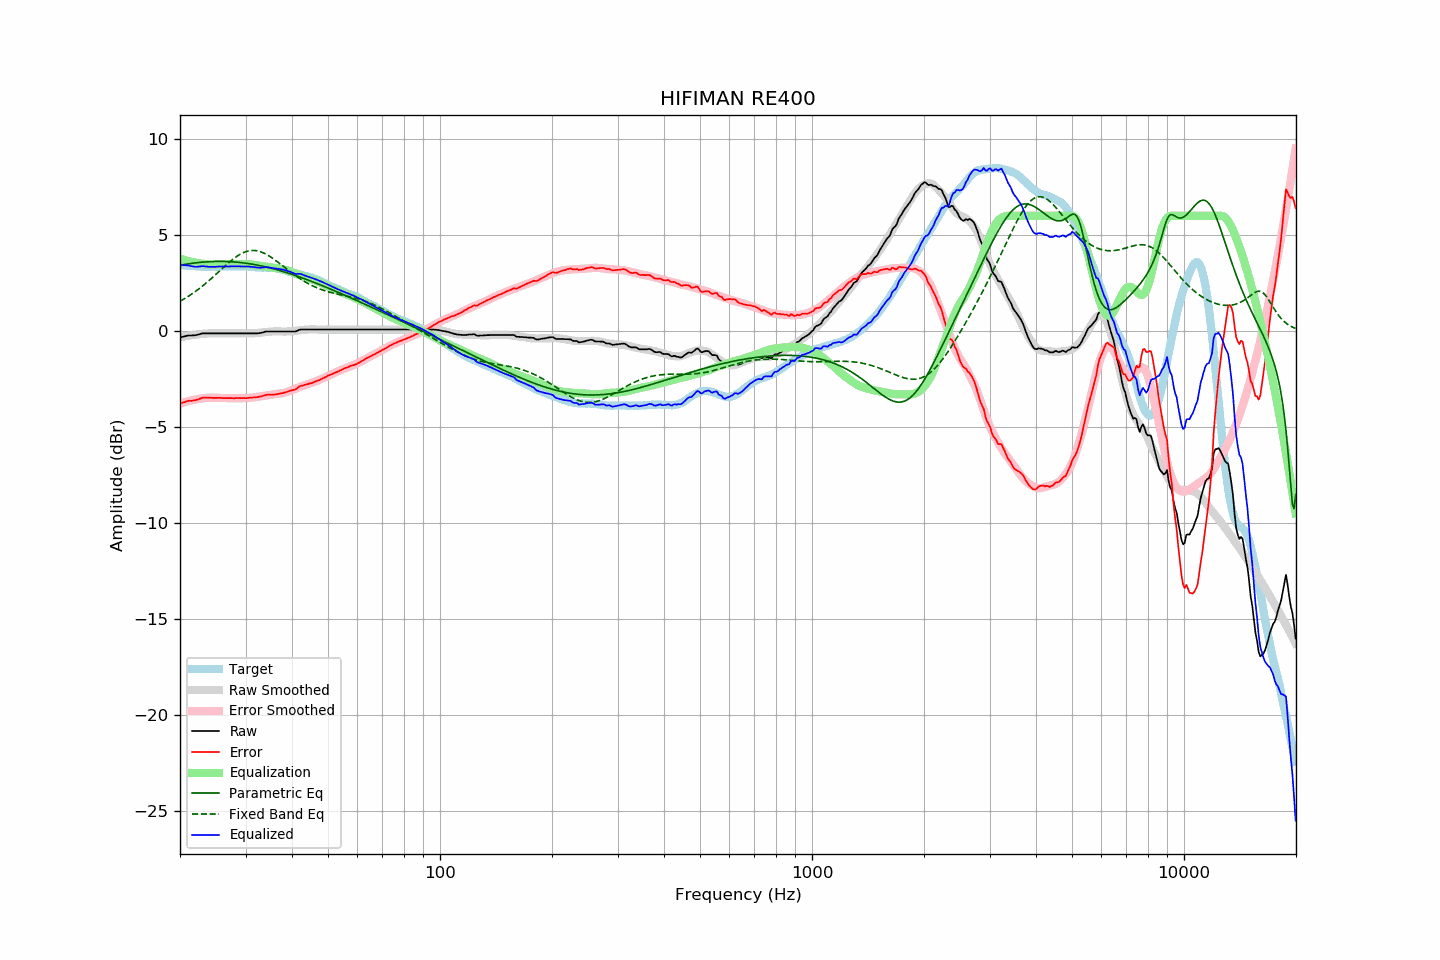 HIFIMAN RE400
10
5
0
−5
−10
−15
−20
−25
Amplitude (dBr)
Target
Raw Smoothed
Error Smoothed
Raw
Error
Equalization
Parametric Eq
Fixed Band Eq
Equalized
100
1000
10000
Frequency (Hz)